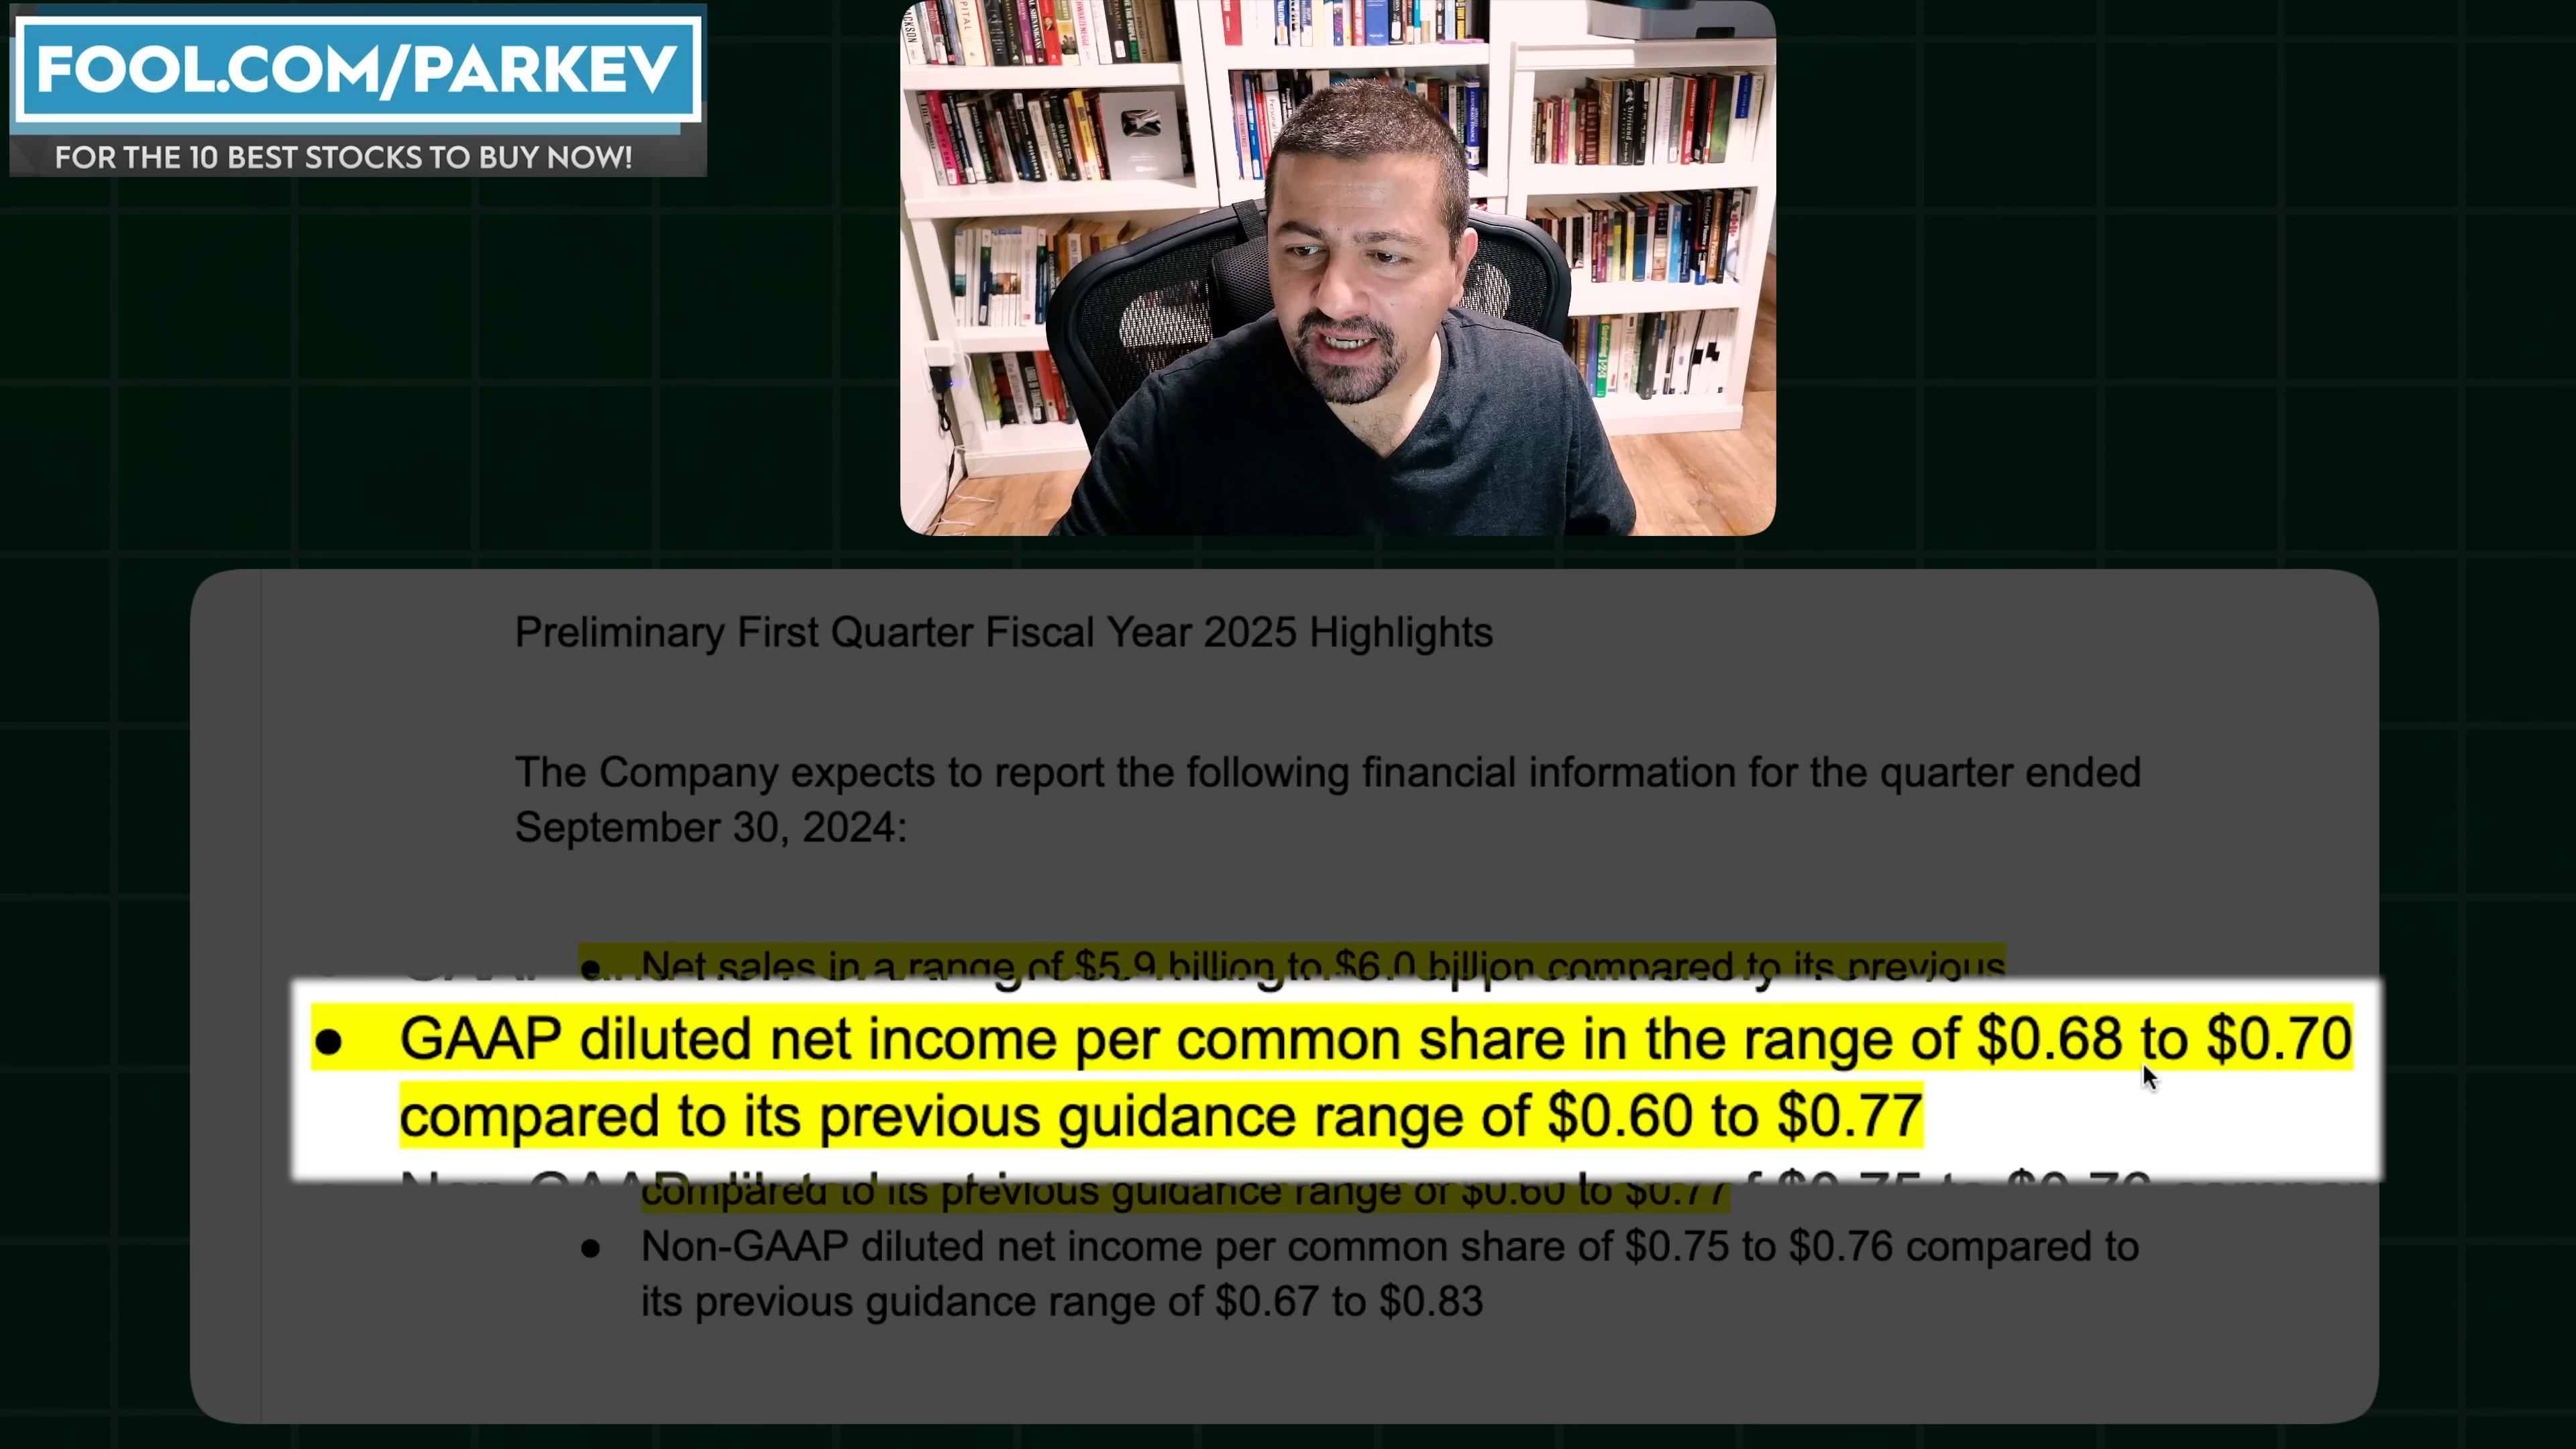 FOOL.COM/PARKEV
FOR THE 10 BEST STOCKS TO BUY NOW!
Preliminary First Quarter Fiscal Year 2025 Highlights
The Company expects to report the following financial information for the quarter ended
September 30, 2024:
● Net sales in a range of $5.9 billion to $6.0 billion compared to its previous
● GAAP diluted net income per common share in the range of $0.68 to $0.70
compared to its previous guidance range of $0.60 to $0.77
compared to its previous guidance range of $0.60 to $0.77
● Non-GAAP diluted net income per common share of $0.75 to $0.76 compared to
its previous guidance range of $0.67 to $0.83